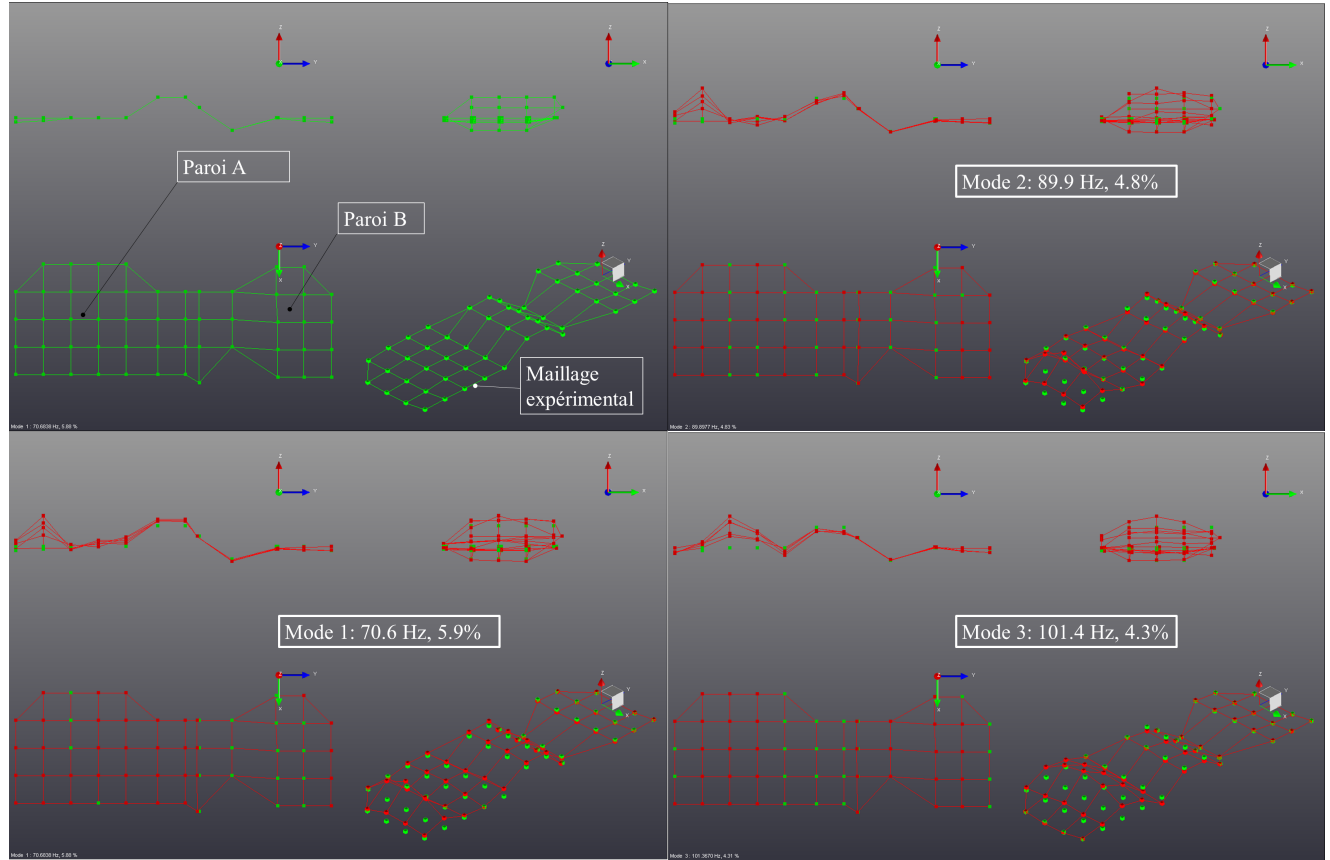 Z
Y
Z
X
Paroi A
Paroi B
X
Z
Y
X
Maillage
expérimental
Mode 1 : 70.6838 Hz, 5.88 %
Z
Y
Z
X
Mode 2: 89.9 Hz, 4.8%
Y
X
Z
Y
X
Mode 2 : 89.8977 Hz, 4.83 %
Z
Y
Z
X
Mode 1: 70.6 Hz, 5.9%
Y
X
Z
Y
X
Mode 1 : 70.6838 Hz, 5.88 %
Z
Y
Z
X
Mode 3: 101.4 Hz, 4.3%
Y
X
Z
Y
X
Mode 3 : 101.3870 Hz, 4.31 %